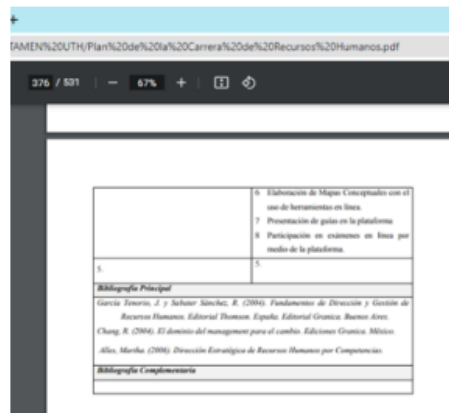 TAMEN%20UTH/Plan%20de%20la%20Carrera%20de%20Recursos%20Humanos.pdf
376 / 531 — 67% +
6 Elaboración de Mapas Conceptuales con el
uso de herramientas en línea.
7 Presentación de guías en la plataforma
8 Participación en exámenes en línea por
medio de la plataforma.
5. 5.
Bibliografía Principal
García Tenorio, J. y Sabater Sánchez, R. (2004). Fundamentos de Dirección y Gestión de
Recursos Humanos. Editorial Thomson. España. Editorial Granica. Buenos Aires.
Chang, R. (2004). El dominio del management para el cambio. Ediciones Granica. México.
Alles, Martha. (2006). Dirección Estratégica de Recursos Humanos por Competencias.
Bibliografía Complementaria